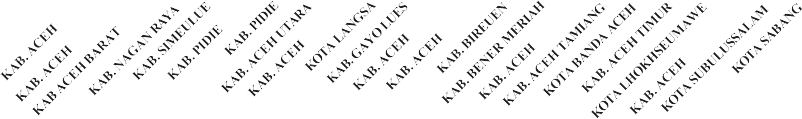 KAB. ACEH
KAB. ACEH
KAB ACEH BARAT
KAB. NAGAN RAYA
KAB. SIMEULUE
KAB. PIDIE
KAB. PIDIE
KAB. ACEH UTARA
KAB. ACEH
KOTA LANGSA
KAB GAYO LUES
KAB. ACEH
KAB. ACEH
KAB. BIREUEN
KAB. BENER MERIAH
KAB. ACEH
KAB. ACEH TAMIANG
KOTA BANDA ACEH
KAB. ACEH TIMUR
KOTA LHOKHSEUMAWE
KAB. ACEH
KOTA SUBULUSSALAM
KOTA SABANG